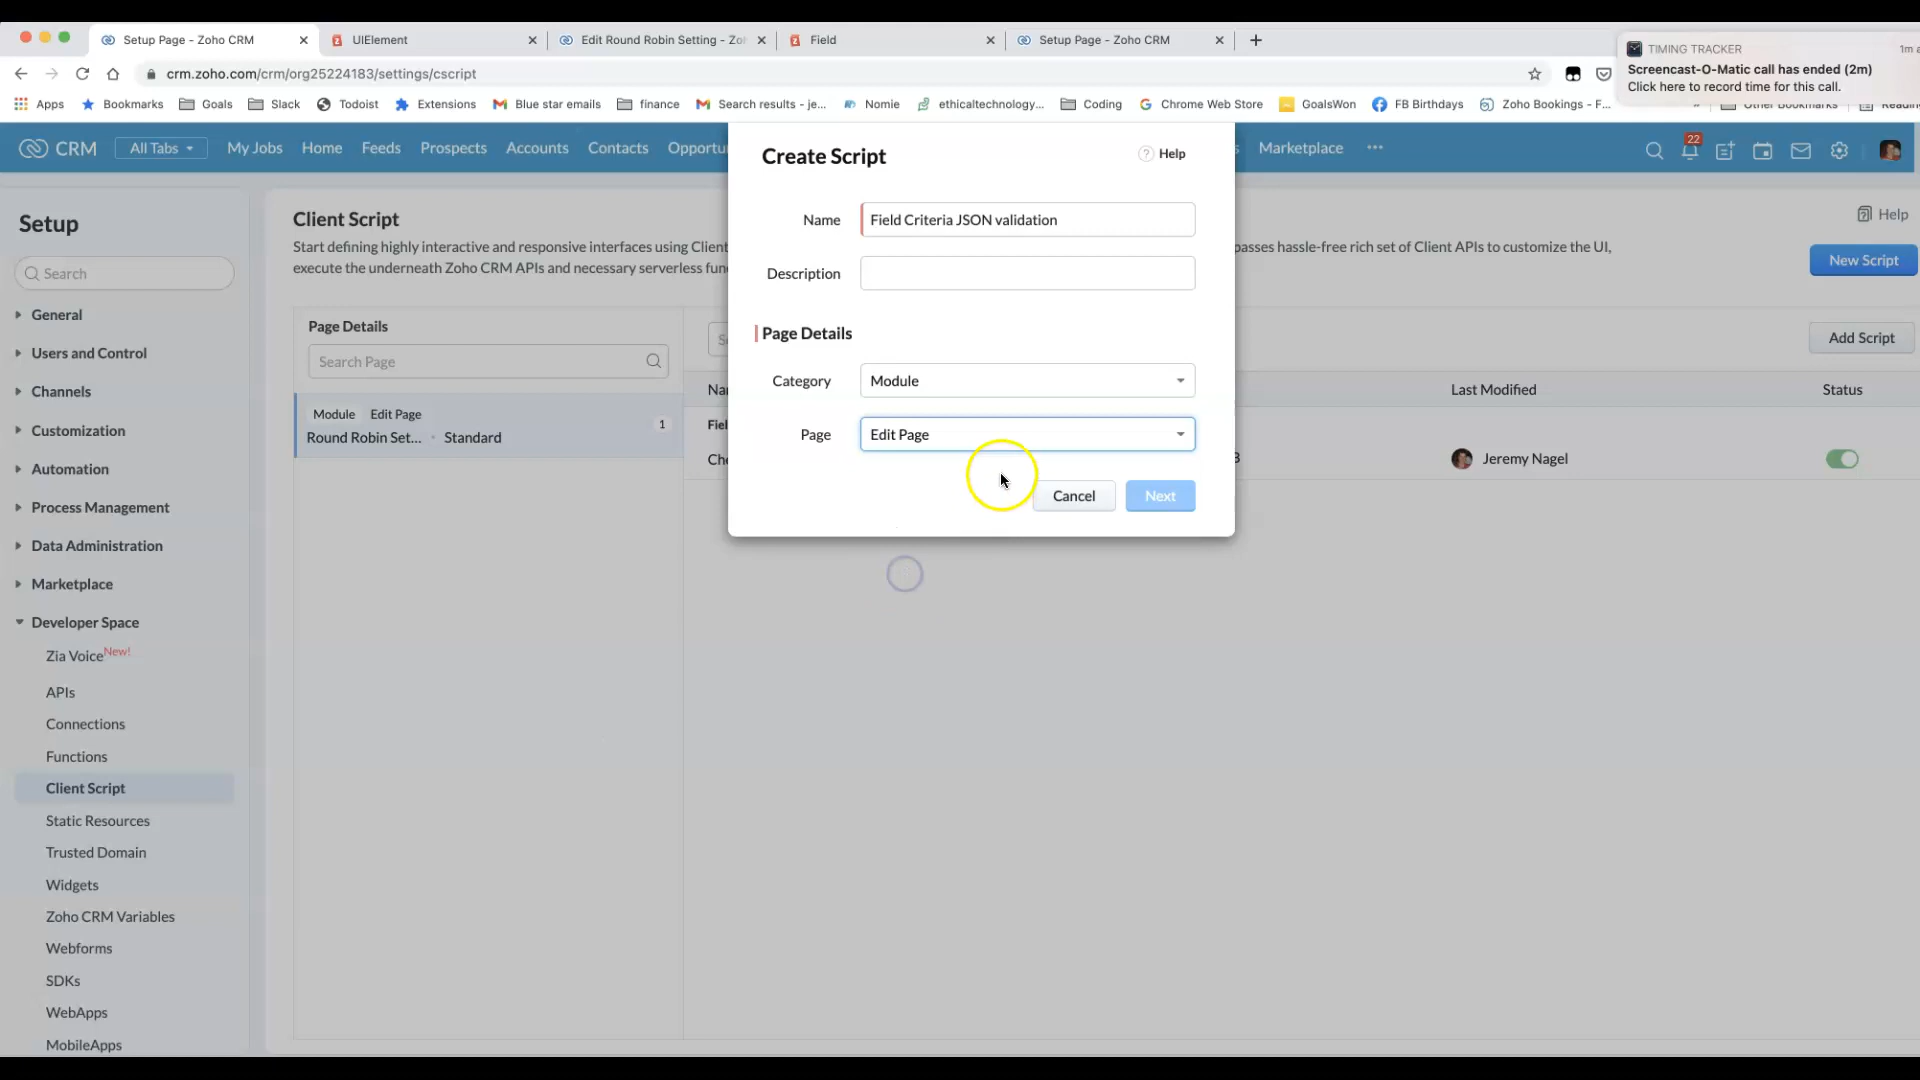 Setup Page - Zoho CRM
UIElement
Edit Round Robin Setting - Zoh
Field
Setup Page - Zoho CRM
TIMING TRACKER
1m a
Screencast-O-Matic call has ended (2m)
Click here to record time for this call.
crm.zoho.com/crm/org25224183/settings/cscript
Apps
Bookmarks
Goals
Slack
Todoist
Extensions
Blue star emails
finance
Search results - je...
Nomie
ethicaltechnology...
Coding
Chrome Web Store
GoalsWon
FB Birthdays
Zoho Bookings - F...
Other Bookmarks
CRM
All Tabs
My Jobs
Home
Feeds
Prospects
Accounts
Contacts
Opportu
Marketplace
...
22
Create Script
Help
Name
Field Criteria JSON validation
Description
Page Details
Category
Module
Page
Edit Page
Cancel
Next
Setup
Search
General
Users and Control
Channels
Customization
Automation
Process Management
Data Administration
Marketplace
Developer Space
Zia Voice New!
APIs
Connections
Functions
Client Script
Static Resources
Trusted Domain
Widgets
Zoho CRM Variables
Webforms
SDKs
WebApps
MobileApps
Client Script
Help
Start defining highly interactive and responsive interfaces using Client
passes hassle-free rich set of Client APIs to customize the UI,
execute the underneath Zoho CRM APIs and necessary serverless fun
New Script
Page Details
Search Page
Module Edit Page
Round Robin Set... • Standard
1
Add Script
Na
Last Modified
Status
Fiel
Che
3
Jeremy Nagel